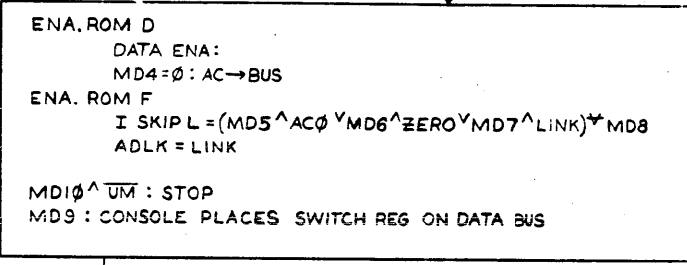 ENA. ROM D
DATA ENA:
MD4=Ø: AC→BUS
ENA. ROM F
I SKIP L = (MD5^ACØ ∨MD6^ZERO∨MD7^LINK)⊻MD8
ADLK = LINK
MD1Ø^ U̅M̅ : STOP
MD9: CONSOLE PLACES SWITCH REG ON DATA BUS